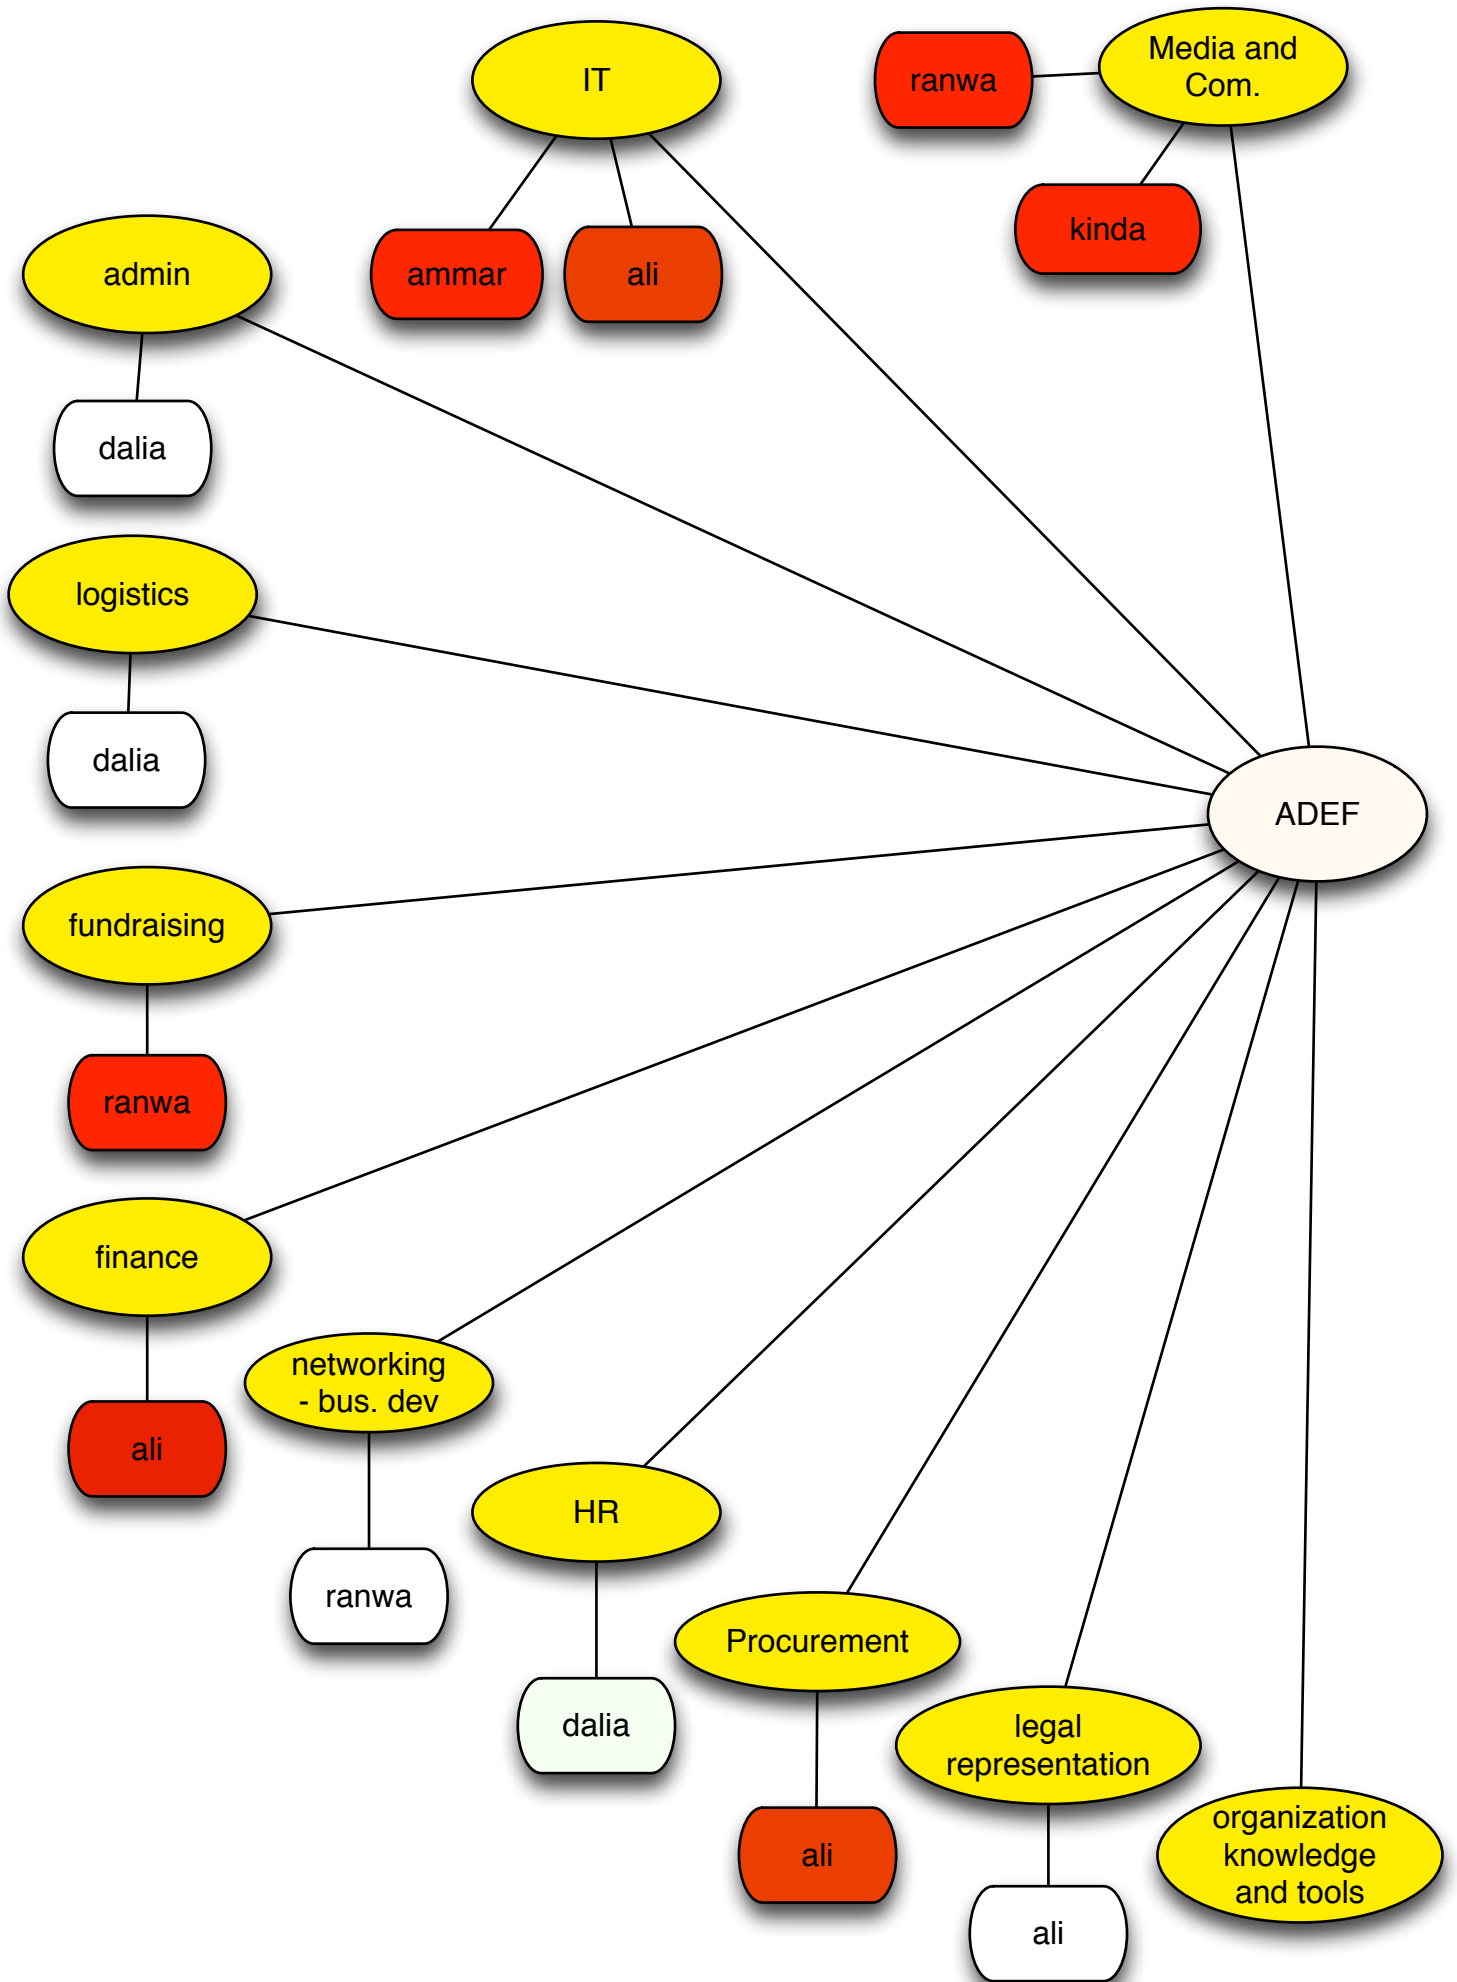 IT
Media and
Com.
ranwa
kinda
ammar
ali
admin
dalia
logistics
dalia
ADEF
fundraising
ranwa
finance
ali
networking
- bus. dev
ranwa
HR
dalia
Procurement
ali
legal
representation
ali
organization
knowledge
and tools